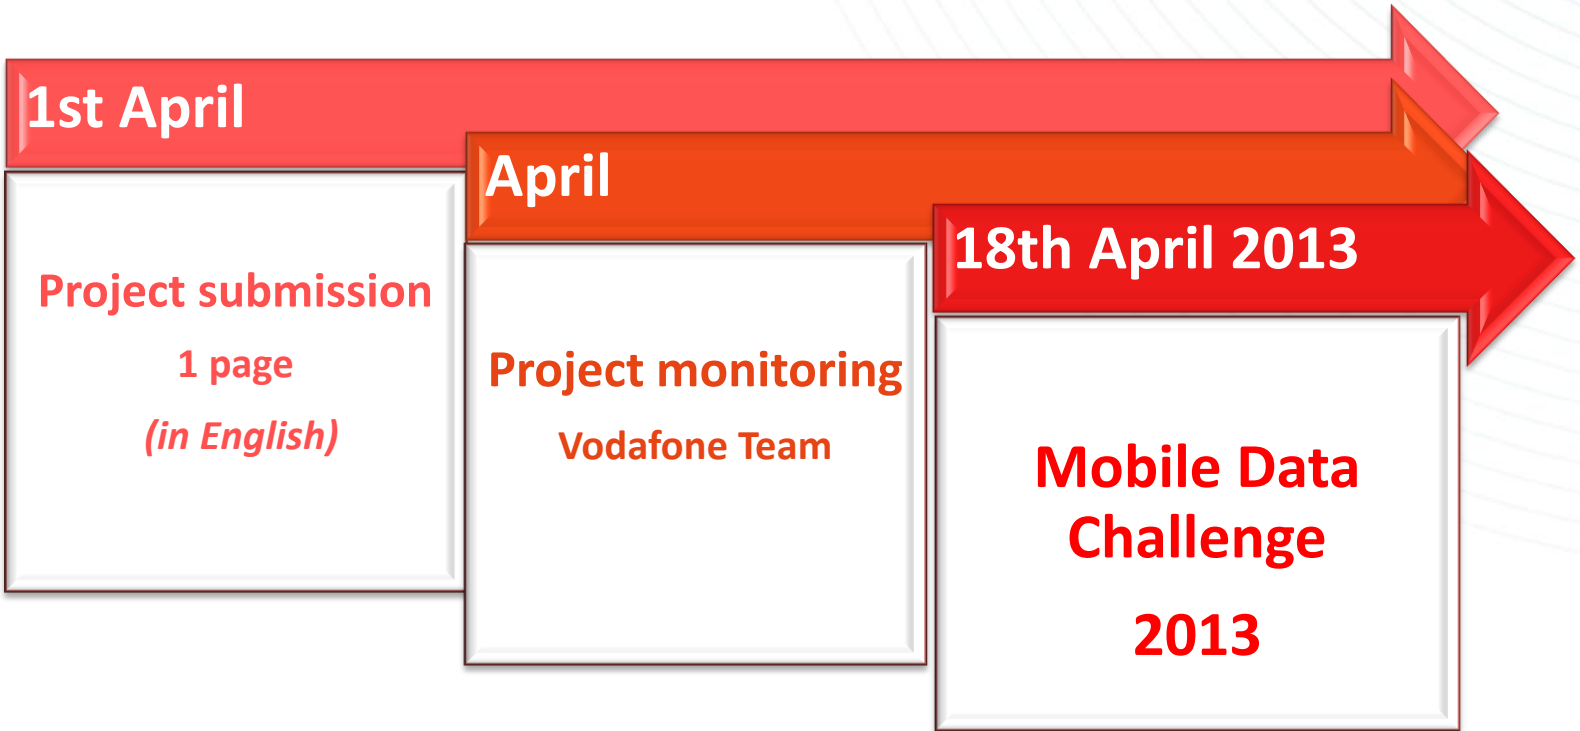 1st April
Project submission
1 page
(in English)
April
Project monitoring
Vodafone Team
18th April 2013
Mobile Data
Challenge
2013